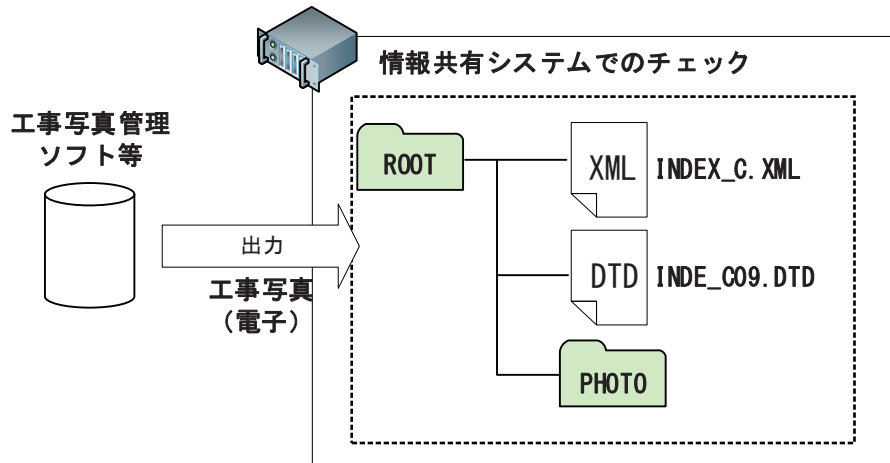 情報共有システムでのチェック
工事写真管理
ソフト等
出力
工事写真
（電子）
ROOT
XML
INDEX_C.XML
DTD
INDE_C09.DTD
PHOTO